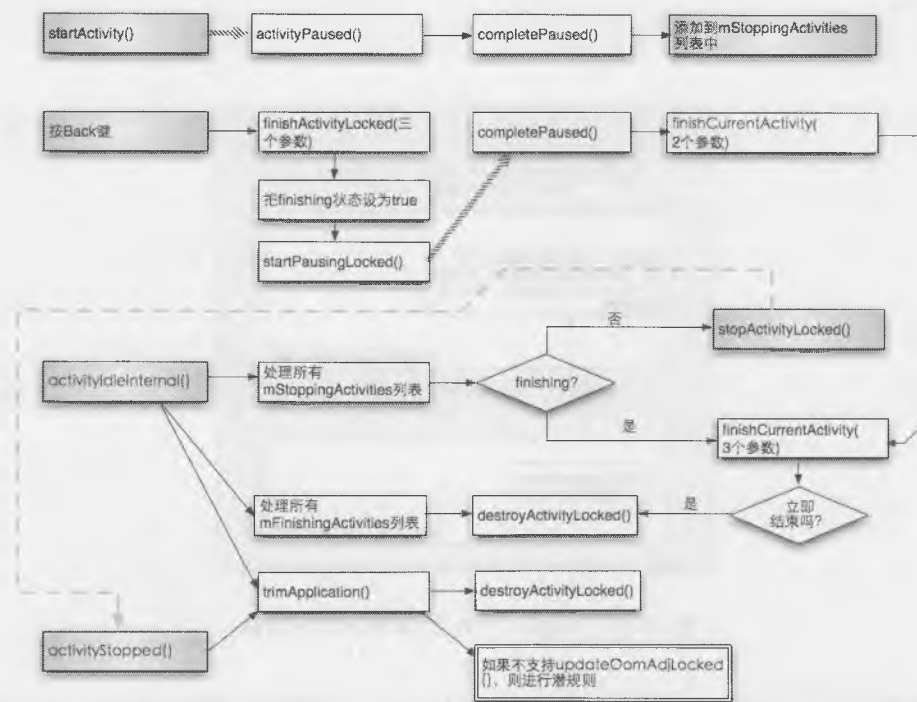 startActivity()
activityPaused()
completePaused()
添加到mStoppingActivities
列表中
按Back键
finishActivityLocked(三
个参数)
completePaused()
finishCurrentActivity(
2个参数)
把finishing状态设为true
startPausingLocked()
否
stopActivityLocked()
activityIdleInternal()
处理所有
mStoppingActivities列表
finishing?
是
finishCurrentActivity(
3个参数)
处理所有
mFinishingActivities列表
destroyActivityLocked()
是
立即
结束吗?
trimApplication()
destroyActivityLocked()
activityStopped()
如果不支持updateOomAdjLocked
()，则进行潜规则